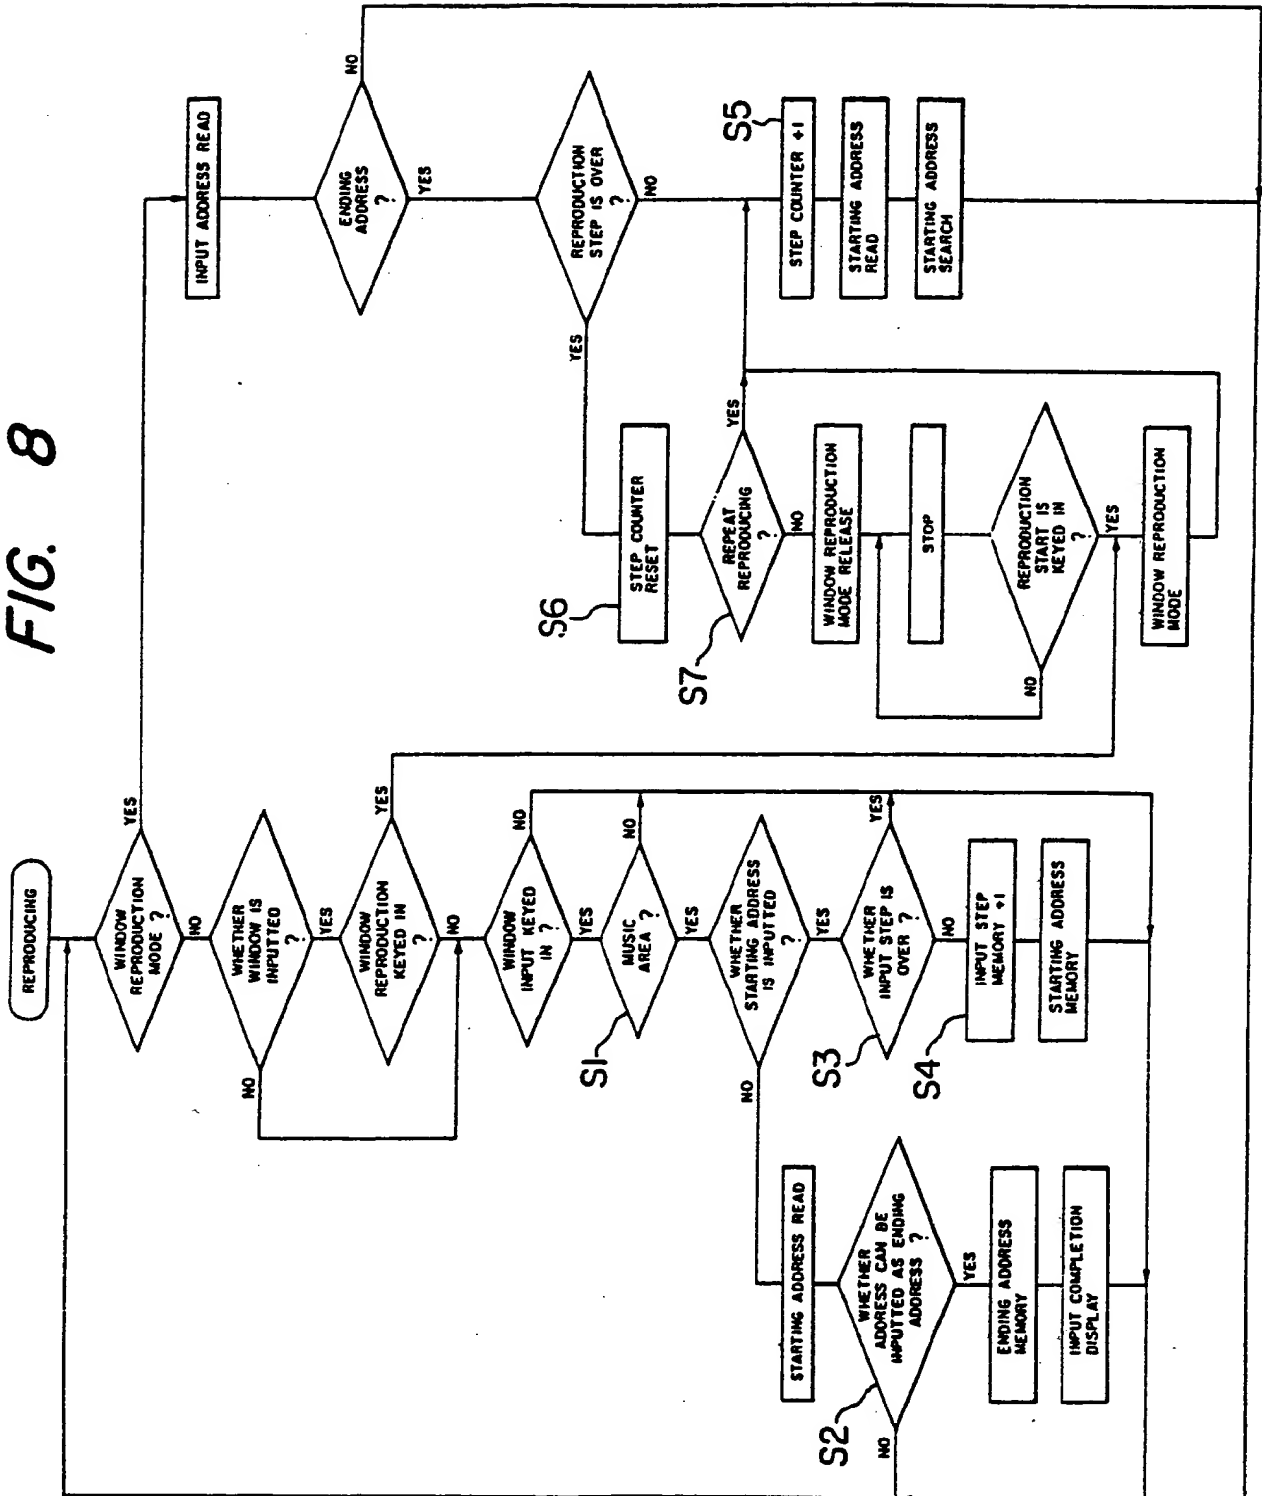 FIG. 8
REPRODUCING
WINDOW
REPRODUCTION
MODE ?
YES
NO
WHETHER
WINDOW IS
INPUTTED
?
NO
YES
WINDOW
REPRODUCTION
KEYED IN
?
YES
NO
WINDOW
INPUT KEYED
IN ?
NO
YES
S1
MUSIC
AREA ?
NO
YES
WHETHER
STARTING ADDRESS
IS INPUTTED
?
NO
YES
S3
WHETHER
INPUT STEP IS
OVER ?
YES
NO
S4
INPUT STEP
MEMORY +1
STARTING ADDRESS
MEMORY
STARTING ADDRESS READ
S2
WHETHER
ADDRESS CAN BE
INPUTTED AS ENDING
ADDRESS ?
NO
YES
ENDING ADDRESS
MEMORY
INPUT COMPLETION
DISPLAY
INPUT ADDRESS READ
ENDING
ADDRESS
?
NO
YES
REPRODUCTION
STEP IS OVER
?
YES
NO
S5
STEP COUNTER +1
STARTING ADDRESS
READ
STARTING ADDRESS
SEARCH
S6
STEP COUNTER
RESET
S7
REPEAT
REPRODUCING
?
YES
NO
WINDOW REPRODUCTION
MODE RELEASE
STOP
REPRODUCTION
START IS
KEYED IN
?
NO
YES
WINDOW REPRODUCTION
MODE